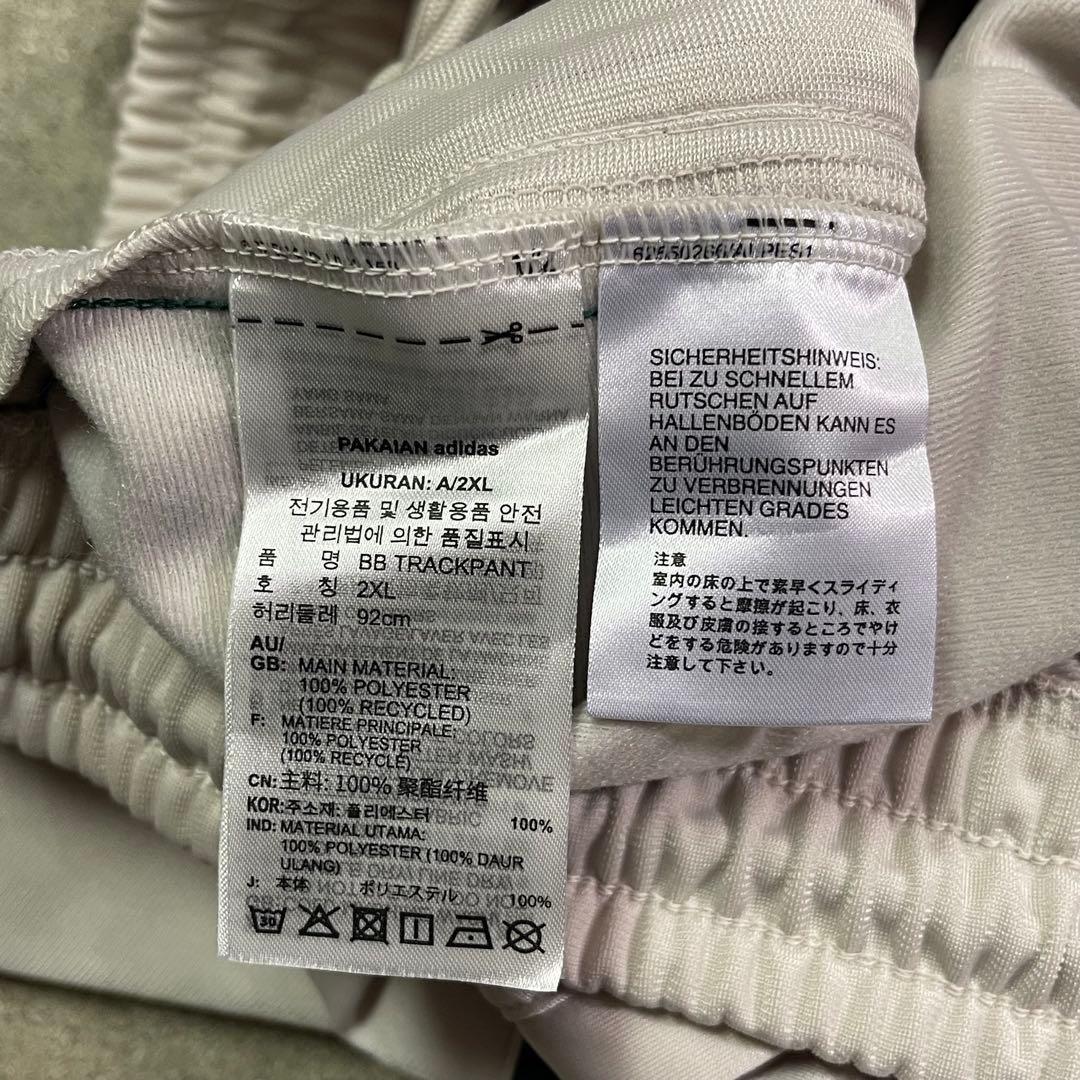 PAKAIAN adidas
UKURAN: A/2XL
전기용품 및 생활용품 안전
관리법에 의한 품질표시
품 명 BB TRACKPANT
호 칭 2XL
허리둘레 92cm
AU/
GB: MAIN MATERIAL:
100% POLYESTER
(100% RECYCLED)
F: MATIERE PRINCIPALE:
100% POLYESTER
(100% RECYCLÉ)
CN: 主料: 100% 聚酯纤维
KOR: 주소재: 폴리에스터 100%
IND: MATERIAL UTAMA:
100% POLYESTER (100% DAUR
ULANG)
J: 本体 ポリエステル 100%
30
SICHERHEITSHINWEIS:
BEI ZU SCHNELLEM
RUTSCHEN AUF
HALLENBÖDEN KANN ES
AN DEN
BERÜHRUNGSPUNKTEN
ZU VERBRENNUNGEN
LEICHTEN GRADES
KOMMEN.
注意
室内の床の上で素早くスライディ
ングすると摩擦が起こり、床、衣
服及び皮膚の接するところでやけ
どをする危険がありますので十分
注意して下さい。